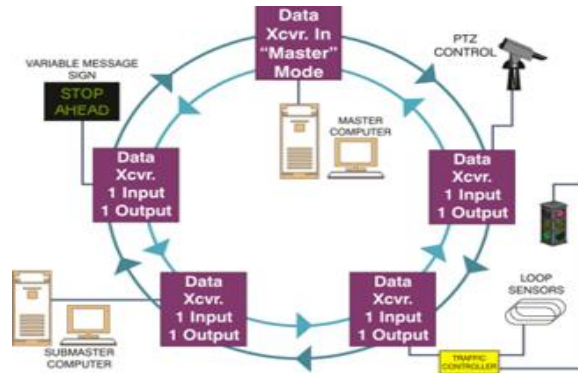 Data
Xcvr. In
“Master”
Mode
PTZ
CONTROL
VARIABLE MESSAGE
SIGN
STOP
AHEAD
MASTER
COMPUTER
Data
Xcvr.
1 Input
1 Output
Data
Xcvr.
1 Input
1 Output
Data
Xcvr.
1 Input
1 Output
Data
Xcvr.
1 Input
1 Output
LOOP
SENSORS
SUBMASTER
COMPUTER
TRAFFIC
CONTROLLER